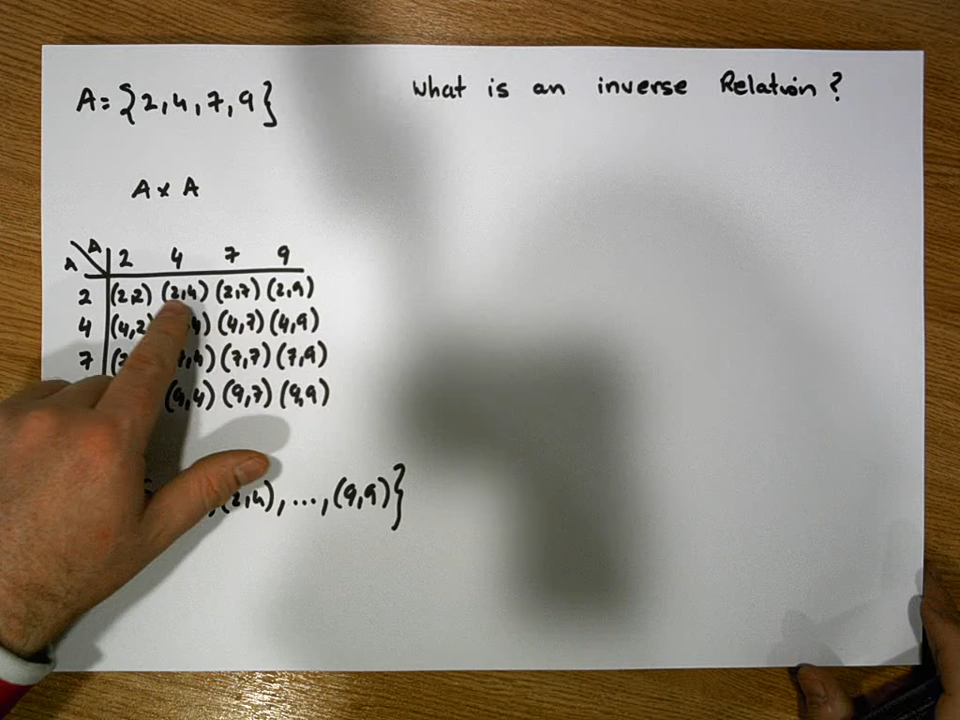 A={2,4,7,9}
What is an inverse Relation?
A x A
A A 2 4 7 9
2 (2,2) (2,4) (2,7) (2,9)
4 (4,2) (4,7) (4,9)
7 (7,7) (7,9)
(9,4) (9,7) (9,9)
,(2,4),...,(9,9)}